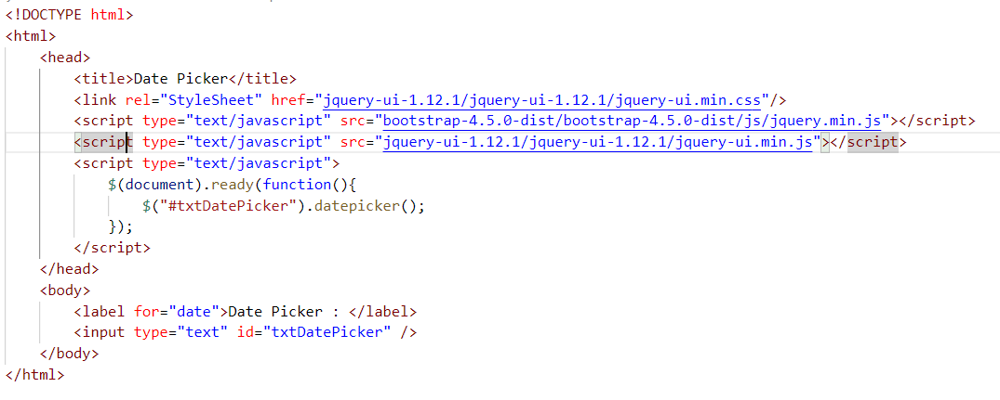 <!DOCTYPE html>
<html>
<head>
<title>Date Picker</title>
<link rel="StyleSheet" href="jquery-ui-1.12.1/jquery-ui-1.12.1/jquery-ui.min.css"/>
<script type="text/javascript" src="bootstrap-4.5.0-dist/bootstrap-4.5.0-dist/js/jquery.min.js"></script>
<script type="text/javascript" src="jquery-ui-1.12.1/jquery-ui-1.12.1/jquery-ui.min.js"></script>
<script type="text/javascript">
$(document).ready(function(){
$("#txtDatePicker").datepicker();
});
</script>
</head>
<body>
<label for="date">Date Picker : </label>
<input type="text" id="txtDatePicker" />
</body>
</html>